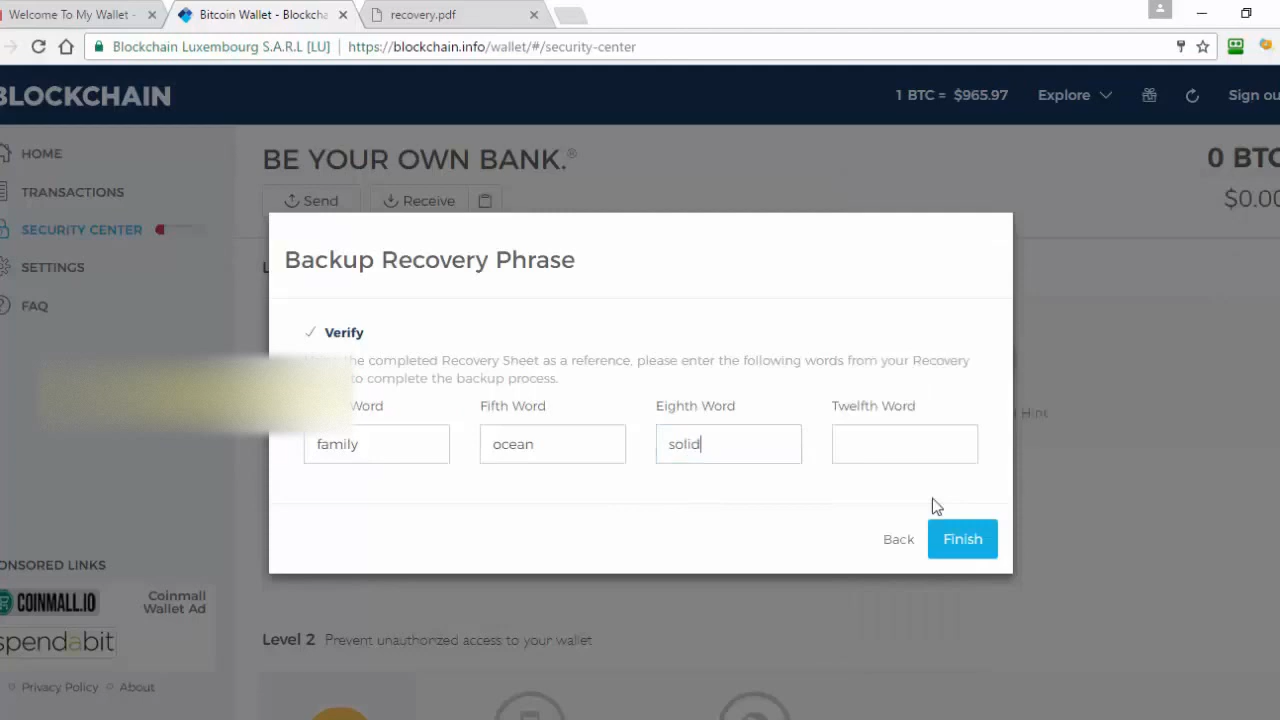 Welcome To My Wallet -
Bitcoin Wallet - Blockcha
recovery.pdf
Blockchain Luxembourg S.A.R.L [LU]
https://blockchain.info/wallet/#/security-center
BLOCKCHAIN
1 BTC = $965.97
Explore
Sign ou
HOME
TRANSACTIONS
SECURITY CENTER
SETTINGS
FAQ
BE YOUR OWN BANK.®
0 BTC
$0.00
Send
Receive
Backup Recovery Phrase
Verify
the completed Recovery Sheet as a reference, please enter the following words from your Recovery
to complete the backup process.
Word
Fifth Word
Eighth Word
Twelfth Word
family
ocean
solid
Hint
Back
Finish
ONSORED LINKS
COINMALL.IO
Coinmall
Wallet Ad
spendabit
Privacy Policy
About
Level 2 Prevent unauthorized access to your wallet